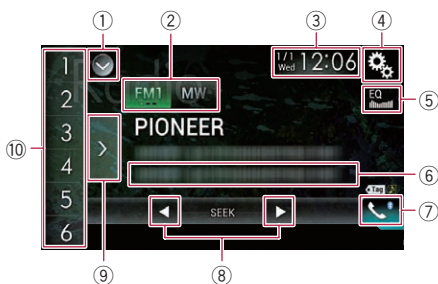 ① ② ③ ④
1/1 Wed 12:06
FM1 MW
EQ
⑤
1
2
3
4
5
6
⑩
PIONEER
⑥
Tag
SEEK
⑦
⑨ ⑧